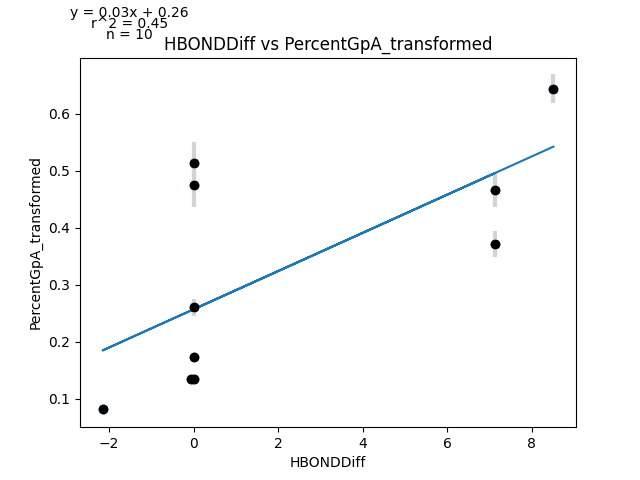 y = 0.03x + 0.26
r^2 = 0.45
n = 10
HBONDDiff vs PercentGpA_transformed
PercentGpA_transformed
0.6
0.5
0.4
0.3
0.2
0.1
−2
0
2
4
6
8
HBONDDiff